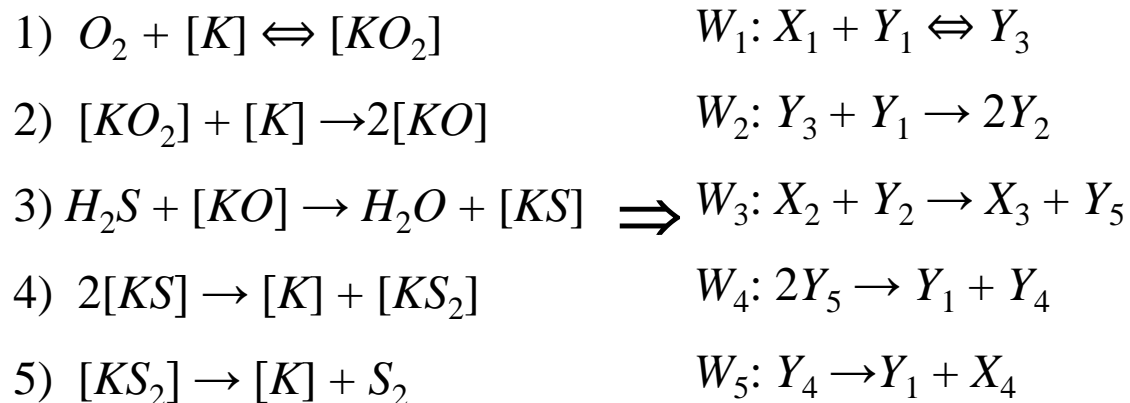 1) O₂ + [K] ⇔ [KO₂] W₁: X₁ + Y₁ ⇔ Y₃
2) [KO₂] + [K] → 2[KO] W₂: Y₃ + Y₁ → 2Y₂
3) H₂S + [KO] → H₂O + [KS] ⇒ W₃: X₂ + Y₂ → X₃ + Y₅
4) 2[KS] → [K] + [KS₂] W₄: 2Y₅ → Y₁ + Y₄
5) [KS₂] → [K] + S₂ W₅: Y₄ → Y₁ + X₄